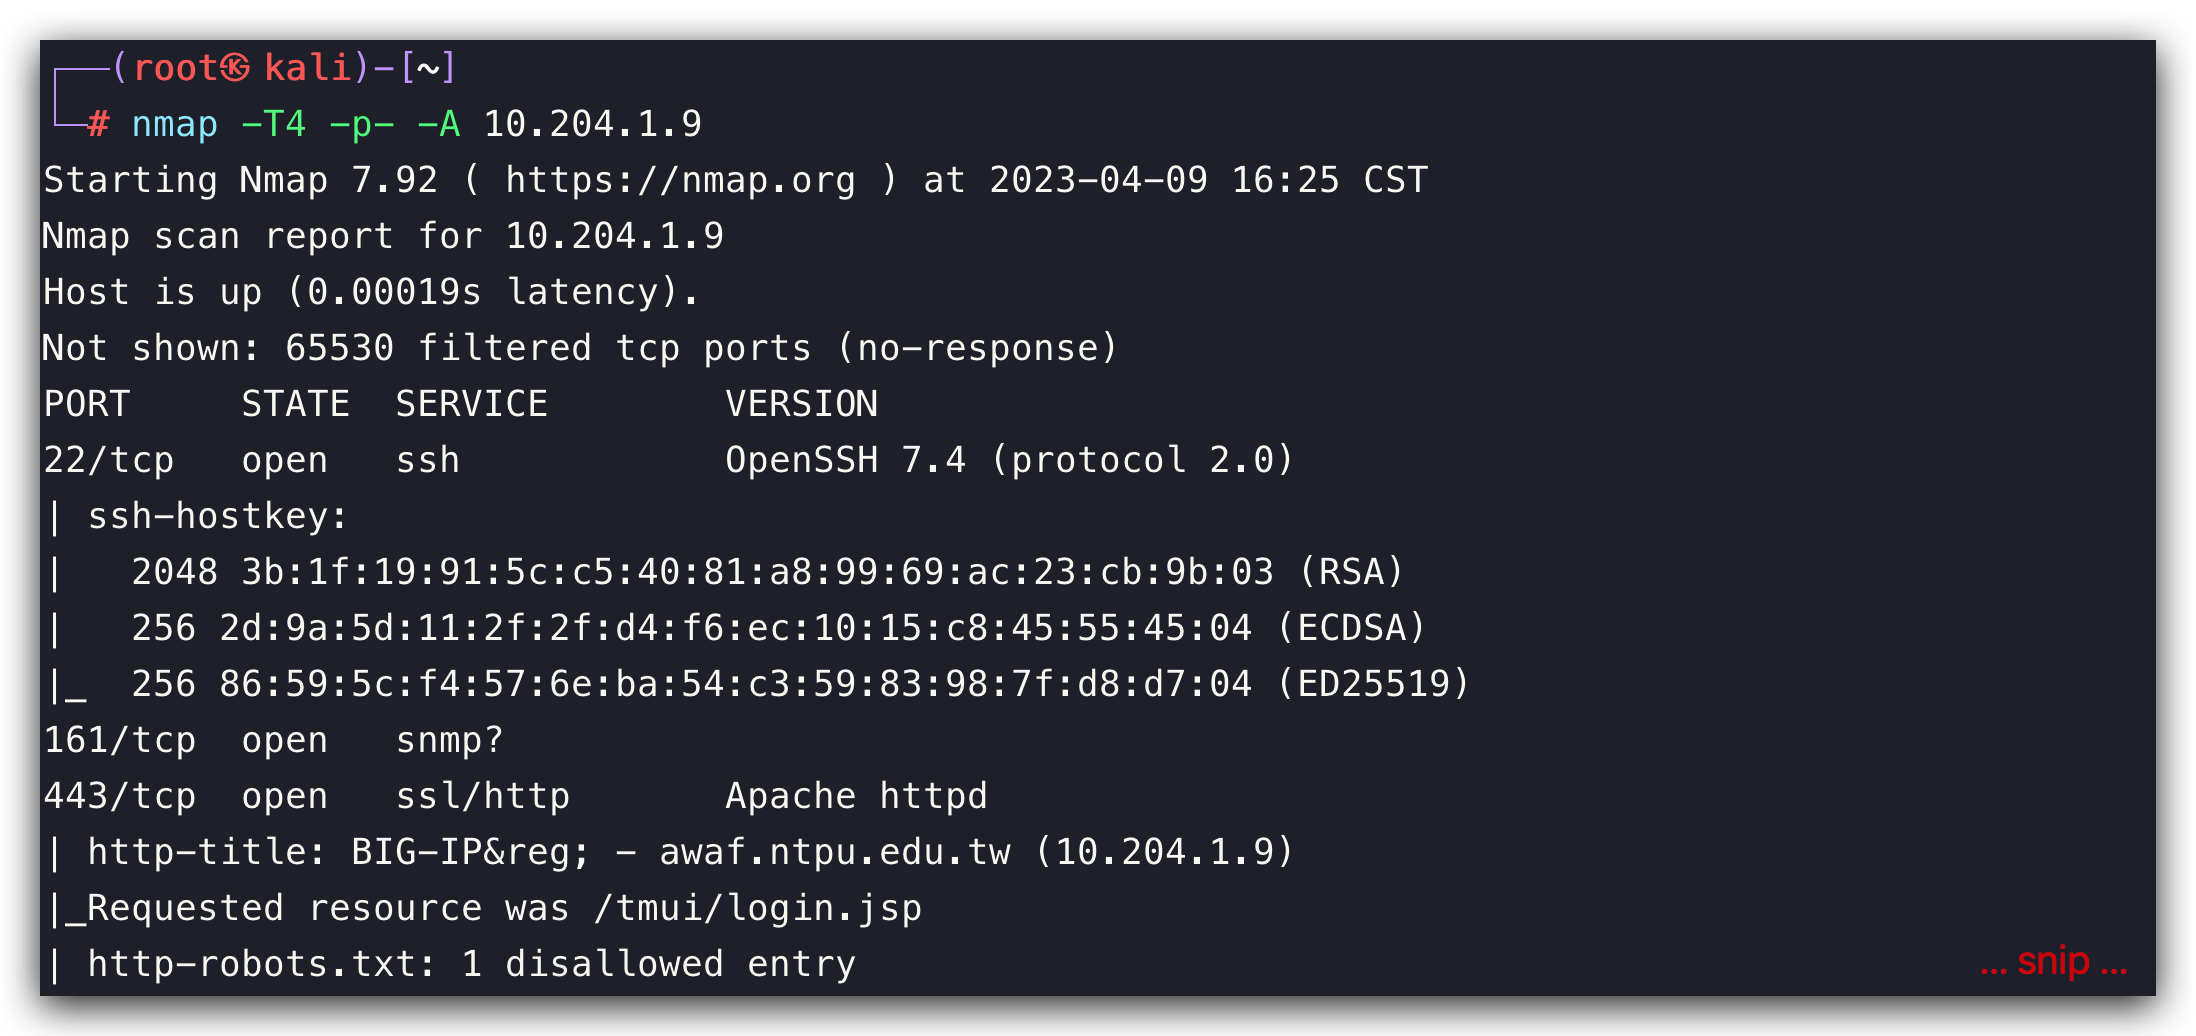 ┌──(root㉿kali)-[~]
└─# nmap -T4 -p- -A 10.204.1.9
Starting Nmap 7.92 ( https://nmap.org ) at 2023-04-09 16:25 CST
Nmap scan report for 10.204.1.9
Host is up (0.00019s latency).
Not shown: 65530 filtered tcp ports (no-response)
PORT     STATE  SERVICE        VERSION
22/tcp   open   ssh            OpenSSH 7.4 (protocol 2.0)
| ssh-hostkey:
|   2048 3b:1f:19:91:5c:c5:40:81:a8:99:69:ac:23:cb:9b:03 (RSA)
|   256 2d:9a:5d:11:2f:2f:d4:f6:ec:10:15:c8:45:55:45:04 (ECDSA)
|_  256 86:59:5c:f4:57:6e:ba:54:c3:59:83:98:7f:d8:d7:04 (ED25519)
161/tcp  open   snmp?
443/tcp  open   ssl/http       Apache httpd
| http-title: BIG-IP&reg; - awaf.ntpu.edu.tw (10.204.1.9)
|_Requested resource was /tmui/login.jsp
| http-robots.txt: 1 disallowed entry
... snip ...